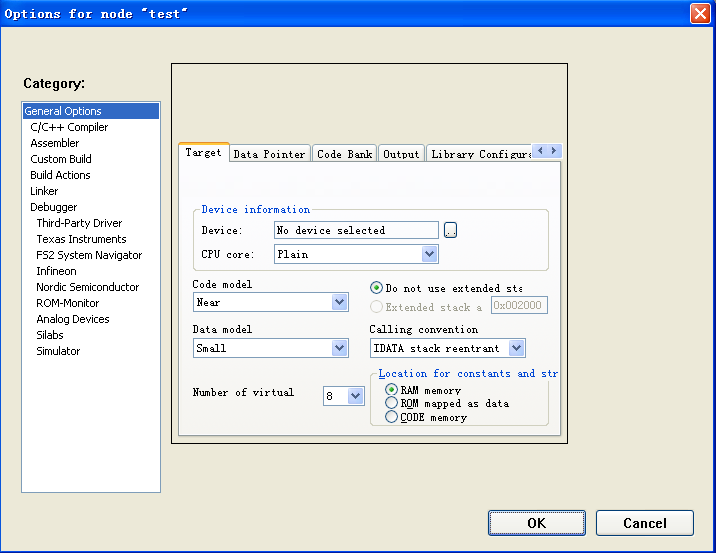 Options for node "test"
Category:
General Options
C/C++ Compiler
Assembler
Custom Build
Build Actions
Linker
Debugger
Third-Party Driver
Texas Instruments
FS2 System Navigator
Infineon
Nordic Semiconductor
ROM-Monitor
Analog Devices
Silabs
Simulator
Target Data Pointer Code Bank Output Library Configura
Device information
Device: No device selected ..
CPU core: Plain
Code model
Near
Do not use extended sta
Extended stack a 0x002000
Data model
Small
Calling convention
IDATA stack reentrant
Number of virtual 8
Location for constants and str
RAM memory
ROM mapped as data
CODE memory
OK Cancel